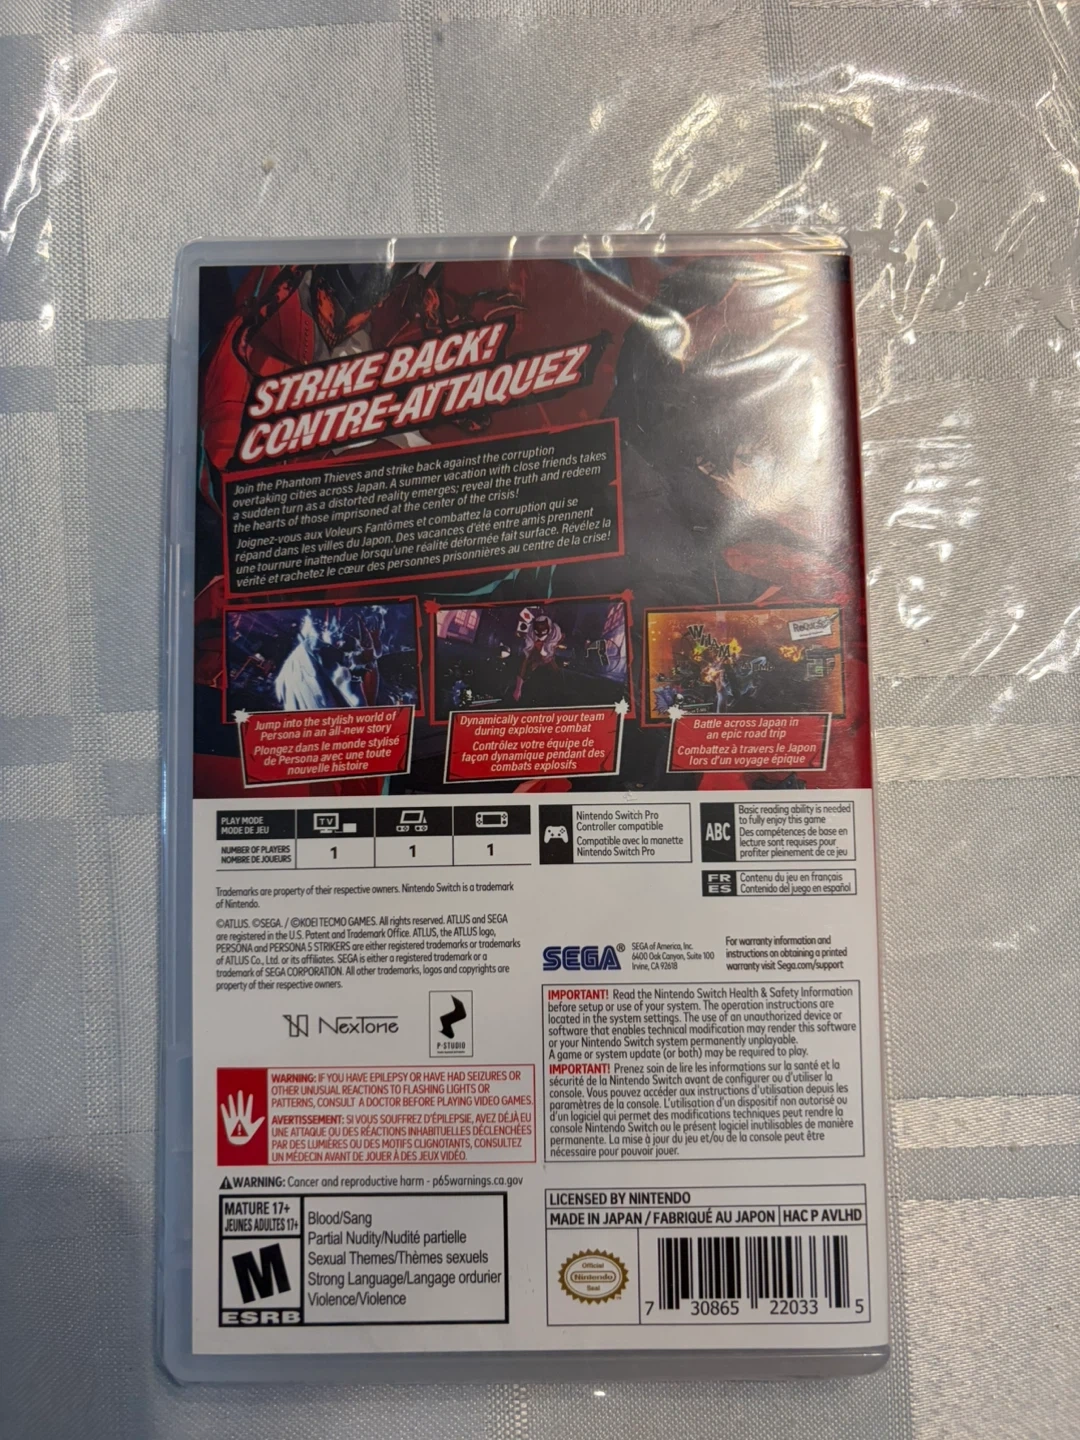 STRIKE BACK!
CONTRE-ATTAQUEZ
Join the Phantom Thieves and strike back against the corruption
overtaking cities across Japan. A summer vacation with close friends takes
a sudden turn as a distorted reality emerges; reveal the truth and redeem
the hearts of those imprisoned at the center of the crisis!
Joignez-vous aux Voleurs Fantômes et combattez la corruption qui se
répand dans les villes du Japon. Des vacances d'été entre amis prennent
une tournure inattendue lorsqu'une réalité déformée fait surface. Révélez la
vérité et rachetez le cœur des personnes prisonnières au centre de la crise!
Jump into the stylish world of
Persona in an all-new story
Plongez dans le monde stylisé
de Persona avec une toute
nouvelle histoire
Dynamically control your team
during explosive combat
Contrôlez votre équipe de
façon dynamique pendant des
combats explosifs
Battle across Japan in
an epic road trip
Combattez à travers le Japon
lors d'un voyage épique
PLAY MODE
MODE DE JEU
TV
NUMBER OF PLAYERS
NOMBRE DE JOUEURS
1 1 1
Nintendo Switch Pro
Controller compatible
Compatible avec la manette
Nintendo Switch Pro
ABC
Basic reading ability is needed
to fully enjoy this game
Des compétences de base en
lecture sont requises pour
profiter pleinement de ce jeu
FR Contenu du jeu en français
ES Contenido del juego en español
Trademarks are property of their respective owners. Nintendo Switch is a trademark
of Nintendo.
©ATLUS. ©SEGA. / ©KOEI TECMO GAMES. All rights reserved. ATLUS and SEGA
are registered in the U.S. Patent and Trademark Office. ATLUS, the ATLUS logo,
PERSONA and PERSONA 5 STRIKERS are either registered trademarks or trademarks
of ATLUS Co., Ltd. or its affiliates. SEGA is either a registered trademark or a
trademark of SEGA CORPORATION. All other trademarks, logos and copyrights are
property of their respective owners.
SEGA®
SEGA of America, Inc.
6400 Oak Canyon, Suite 100
Irvine, CA 92618
For warranty information and
instructions on obtaining a printed
warranty visit Sega.com/support
NexTone
P-STUDIO
IMPORTANT! Read the Nintendo Switch Health & Safety Information
before setup or use of your system. The operation instructions are
located in the system settings. The use of an unauthorized device or
software that enables technical modification may render this software
or your Nintendo Switch system permanently unplayable.
A game or system update (or both) may be required to play.
IMPORTANT! Prenez soin de lire les informations sur la santé et la
sécurité de la Nintendo Switch avant de configurer ou d'utiliser la
console. Vous pouvez accéder aux instructions d'utilisation depuis les
paramètres de la console. L'utilisation d'un dispositif non autorisé ou
d'un logiciel qui permet des modifications techniques peut rendre la
console Nintendo Switch ou le présent logiciel inutilisables de manière
permanente. La mise à jour du jeu et/ou de la console peut être
nécessaire pour pouvoir jouer.
WARNING: IF YOU HAVE EPILEPSY OR HAVE HAD SEIZURES OR
OTHER UNUSUAL REACTIONS TO FLASHING LIGHTS OR
PATTERNS, CONSULT A DOCTOR BEFORE PLAYING VIDEO GAMES.
AVERTISSEMENT: SI VOUS SOUFFREZ D'ÉPILEPSIE, AVEZ DÉJÀ EU
UNE ATTAQUE OU DES RÉACTIONS INHABITUELLES DÉCLENCHÉES
PAR DES LUMIÈRES OU DES MOTIFS CLIGNOTANTS, CONSULTEZ
UN MÉDECIN AVANT DE JOUER À DES JEUX VIDÉO.
WARNING: Cancer and reproductive harm - p65warnings.ca.gov
MATURE 17+
JEUNES ADULTES 17+
M
ESRB
Blood/Sang
Partial Nudity/Nudité partielle
Sexual Themes/Thèmes sexuels
Strong Language/Langage ordurier
Violence/Violence
LICENSED BY NINTENDO
MADE IN JAPAN / FABRIQUÉ AU JAPON HAC P AVLHD
Official
Nintendo
Seal
7 30865 22033 5